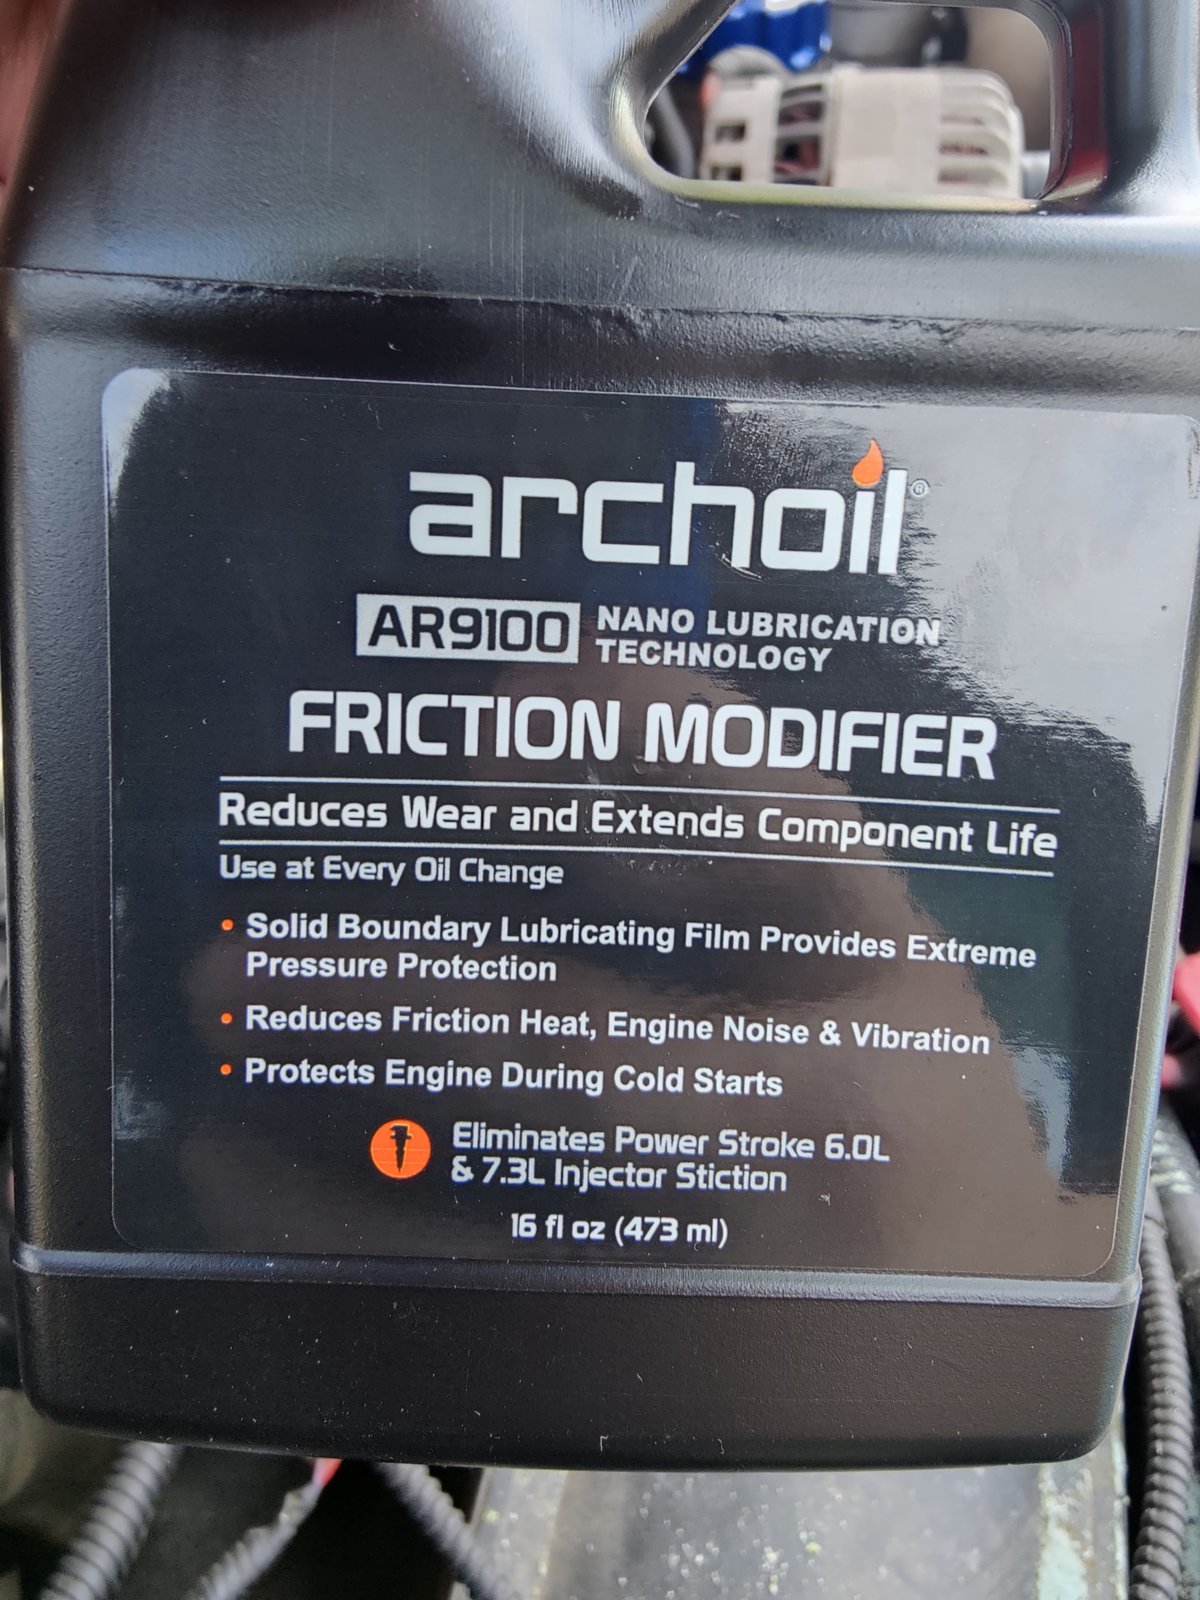 archoil®
AR9100 NANO LUBRICATION
TECHNOLOGY
FRICTION MODIFIER
Reduces Wear and Extends Component Life
Use at Every Oil Change
• Solid Boundary Lubricating Film Provides Extreme
Pressure Protection
• Reduces Friction Heat, Engine Noise & Vibration
• Protects Engine During Cold Starts
Eliminates Power Stroke 6.0L
& 7.3L Injector Stiction
16 fl oz (473 ml)